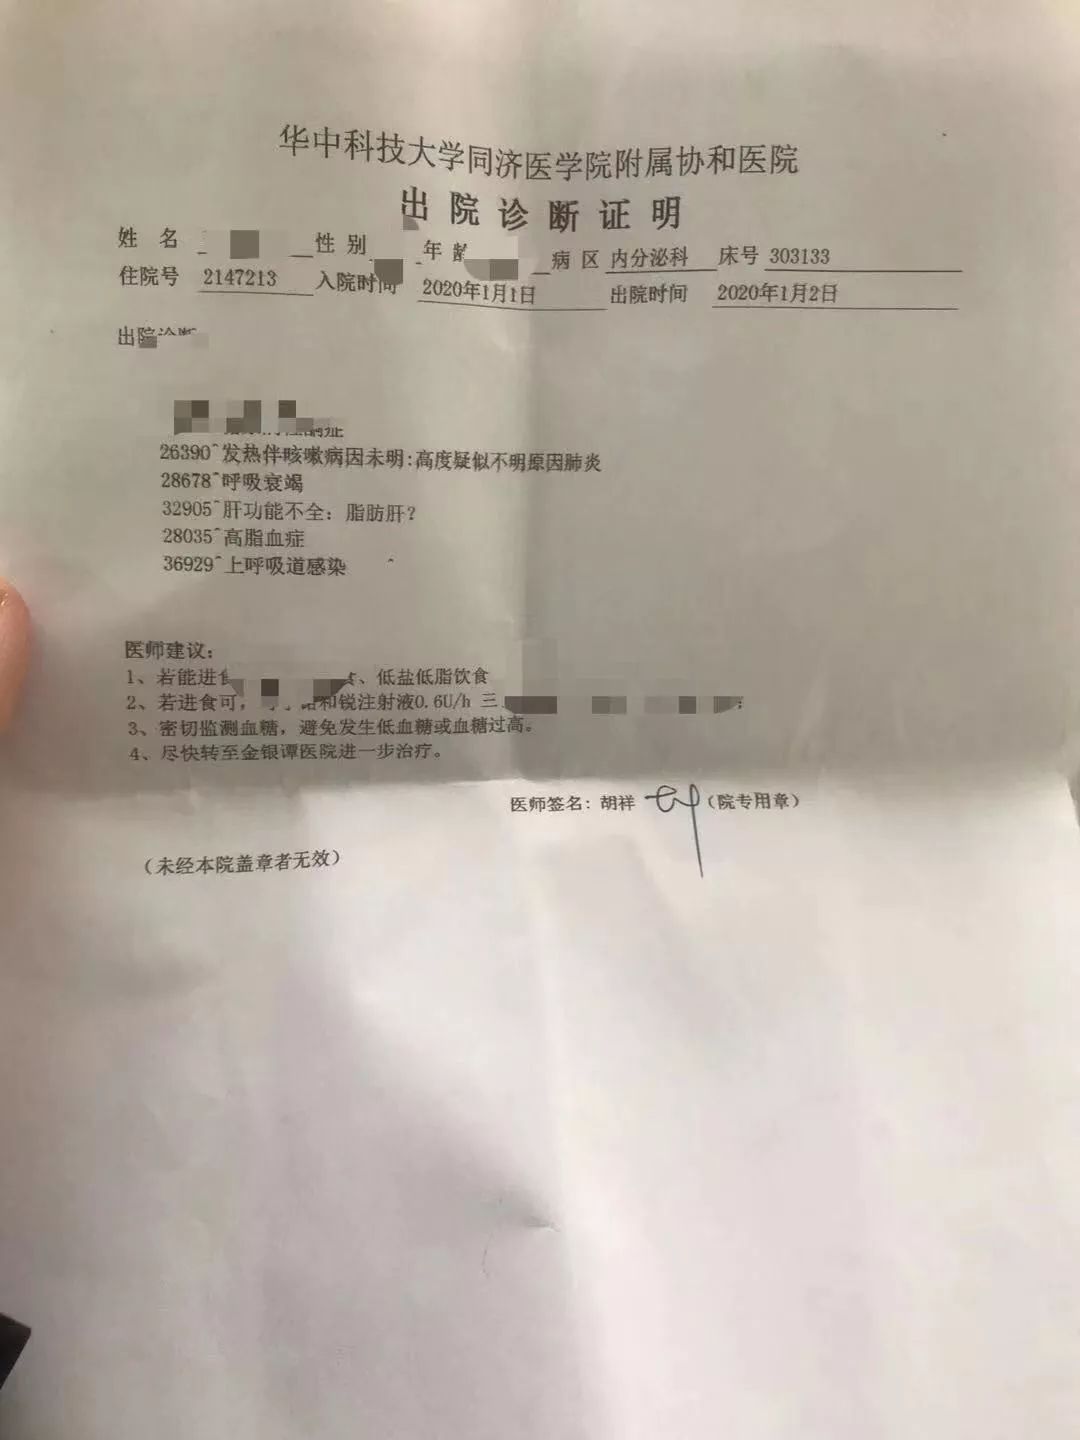 华中科技大学同济医学院附属协和医院
出院诊断证明
姓 名 性 别 年 龄 病 区 内分泌科 床号 303133
住院号 2147213 入院时间 2020年1月1日 出院时间 2020年1月2日
出院诊断
酮症
26390^发热伴咳嗽病因未明:高度疑似不明原因肺炎
28678^呼吸衰竭
32905^肝功能不全：脂肪肝？
28035^高脂血症
36929^上呼吸道感染 ^
医师建议：
1、若能进食 、低盐低脂饮食
2、若进食可， 和锐注射液0.6U/h 三 ；
3、密切监测血糖，避免发生低血糖或血糖过高。
4、尽快转至金银谭医院进一步治疗。
医师签名：胡祥 （院专用章）
（未经本院盖章者无效）